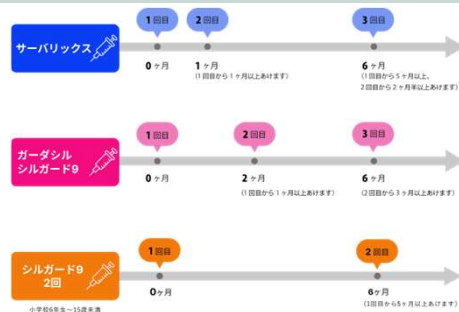 1回目
2回目
3回目
サーバリックス
0ヶ月
1ヶ月
6ヶ月
(1回目から1ヶ月以上あけます)
(1回目から5ヶ月以上、
2回目から2ヶ月半以上あけます)
1回目
2回目
3回目
ガーダシル
シルガード9
0ヶ月
2ヶ月
6ヶ月
(1回目から1ヶ月以上あけます)
(2回目から3ヶ月以上あけます)
1回目
2回目
シルガード9
2回
0ヶ月
6ヶ月
(1回目から5ヶ月以上あけます)
小学校6年生~15歳未満